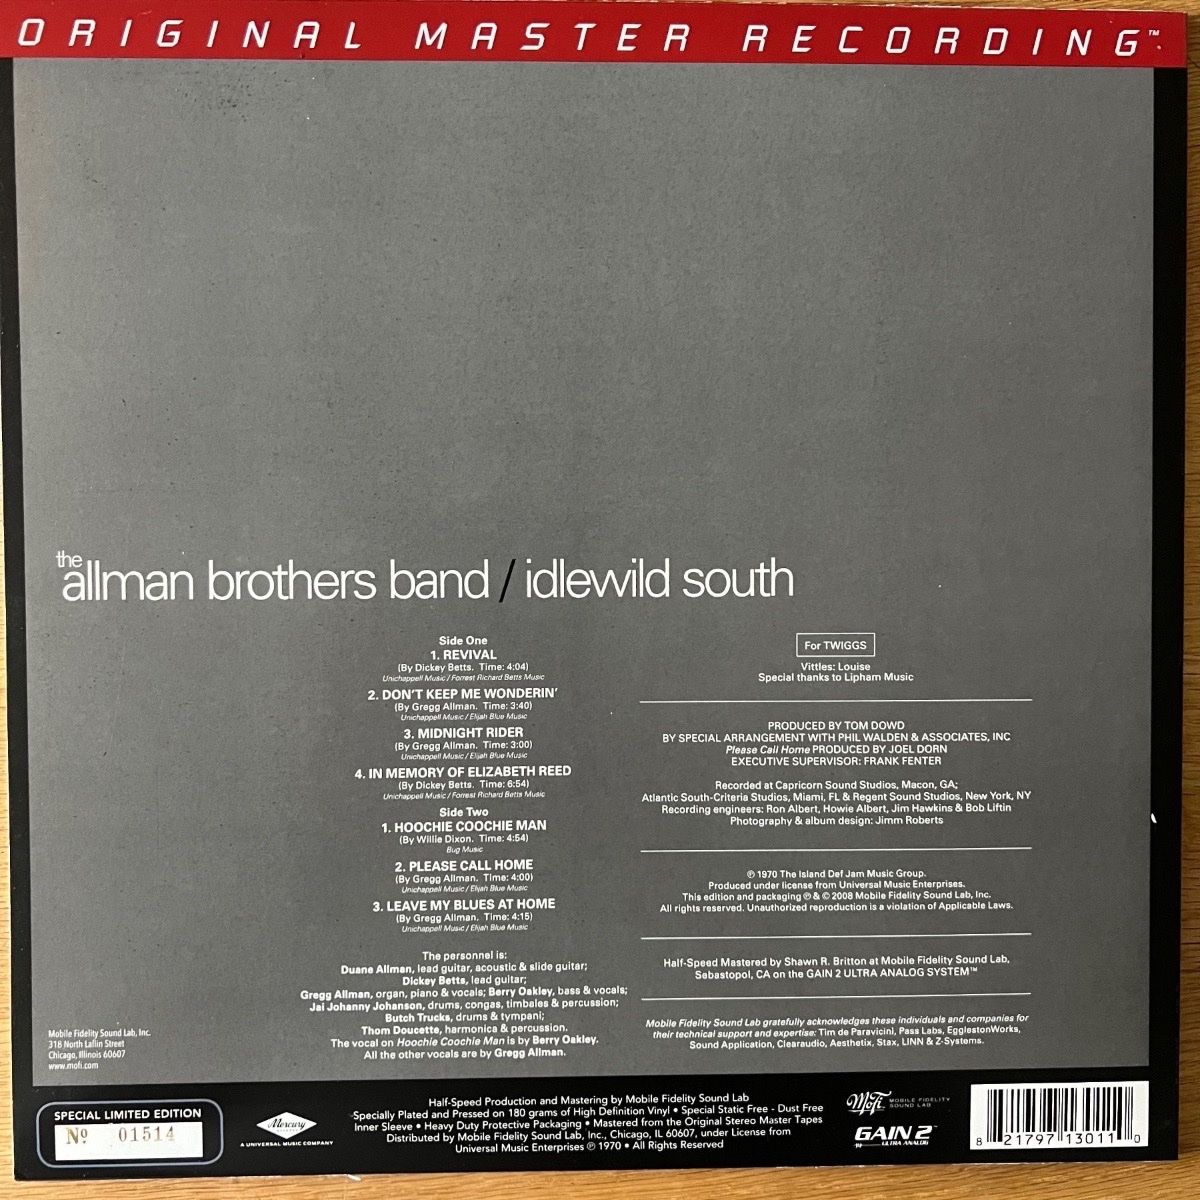 ORIGINAL MASTER RECORDING™
the
allman brothers band / idlewild south
Side One
1. REVIVAL
(By Dickey Betts. Time: 4:04)
Unichappell Music / Forrest Richard Betts Music
2. DON'T KEEP ME WONDERIN'
(By Gregg Allman. Time: 3:40)
Unichappell Music / Elijah Blue Music
3. MIDNIGHT RIDER
(By Gregg Allman. Time: 3:00)
Unichappell Music / Elijah Blue Music
4. IN MEMORY OF ELIZABETH REED
(By Dickey Betts. Time: 6:54)
Unichappell Music / Forrest Richard Betts Music
Side Two
1. HOOCHIE COOCHIE MAN
(By Willie Dixon. Time: 4:54)
Bug Music
2. PLEASE CALL HOME
(By Gregg Allman. Time: 4:00)
Unichappell Music / Elijah Blue Music
3. LEAVE MY BLUES AT HOME
(By Gregg Allman. Time: 4:15)
Unichappell Music / Elijah Blue Music
The personnel is:
Duane Allman, lead guitar, acoustic & slide guitar;
Dickey Betts, lead guitar;
Gregg Allman, organ, piano & vocals; Berry Oakley, bass & vocals;
Jai Johanny Johanson, drums, congas, timbales & percussion;
Butch Trucks, drums & tympani;
Thom Doucette, harmonica & percussion.
The vocal on Hoochie Coochie Man is by Berry Oakley.
All the other vocals are by Gregg Allman.
For TWIGGS
Vittles: Louise
Special thanks to Lipham Music
PRODUCED BY TOM DOWD
BY SPECIAL ARRANGEMENT WITH PHIL WALDEN & ASSOCIATES, INC
Please Call Home PRODUCED BY JOEL DORN
EXECUTIVE SUPERVISOR: FRANK FENTER
Recorded at Capricorn Sound Studios, Macon, GA;
Atlantic South-Criteria Studios, Miami, FL & Regent Sound Studios, New York, NY
Recording engineers: Ron Albert, Howie Albert, Jim Hawkins & Bob Liftin
Photography & album design: Jimm Roberts
℗ 1970 The Island Def Jam Music Group.
Produced under license from Universal Music Enterprises.
This edition and packaging ℗ & © 2008 Mobile Fidelity Sound Lab, Inc.
All rights reserved. Unauthorized reproduction is a violation of Applicable Laws.
Half-Speed Mastered by Shawn R. Britton at Mobile Fidelity Sound Lab,
Sebastopol, CA on the GAIN 2 ULTRA ANALOG SYSTEM™
Mobile Fidelity Sound Lab gratefully acknowledges these individuals and companies for
their technical support and expertise: Tim de Paravicini, Pass Labs, EgglestonWorks,
Sound Application, Clearaudio, Aesthetix, Stax, LINN & Z-Systems.
Mobile Fidelity Sound Lab, Inc.
318 North Laflin Street
Chicago, Illinois 60607
www.mofi.com
SPECIAL LIMITED EDITION
Nº 01514
Mercury
RECORDS
A UNIVERSAL MUSIC COMPANY
Half-Speed Production and Mastering by Mobile Fidelity Sound Lab
Specially Plated and Pressed on 180 grams of High Definition Vinyl • Special Static Free - Dust Free
Inner Sleeve • Heavy Duty Protective Packaging • Mastered from the Original Stereo Master Tapes
Distributed by Mobile Fidelity Sound Lab, Inc., Chicago, IL 60607, under License from
Universal Music Enterprises ℗ 1970 • All Rights Reserved
MoFi MOBILE FIDELITY
SOUND LAB
GAIN 2™
ULTRA ANALOG
8 21797 13011 0